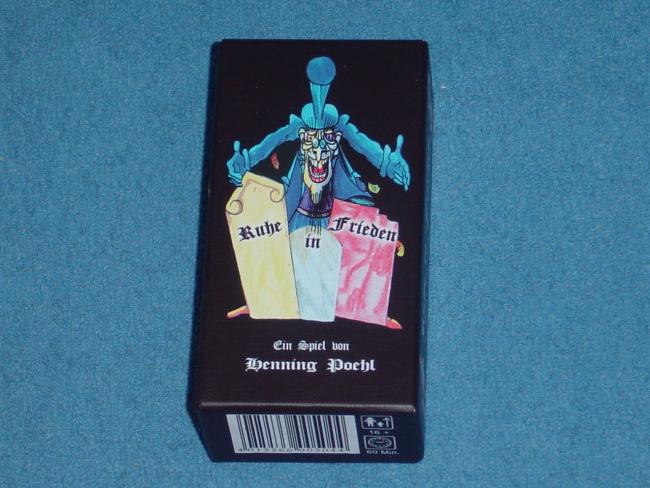 Ruhe
in
Frieden
Ein Spiel von
Henning Poehl
16 +
60 Min.